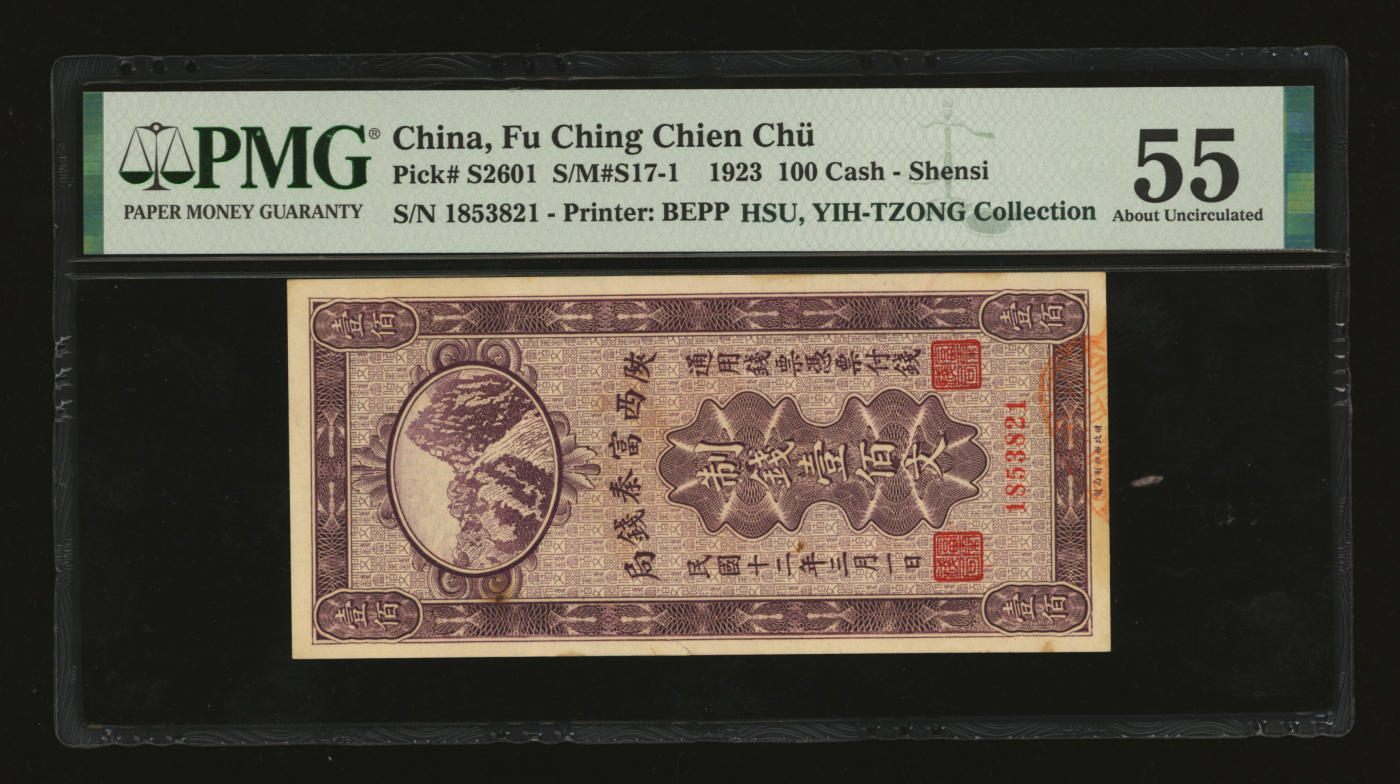 PMG®
PAPER MONEY GUARANTY
China, Fu Ching Chien Chü
Pick# S2601 S/M#S17-1 1923 100 Cash - Shensi
S/N 1853821 - Printer: BEPP HSU, YIH-TZONG Collection
55
About Uncirculated
壹佰
壹佰
通用錢票憑票付錢
陝西富秦錢局
制錢壹佰文
1853821
民國十二年三月一日
壹佰
壹佰